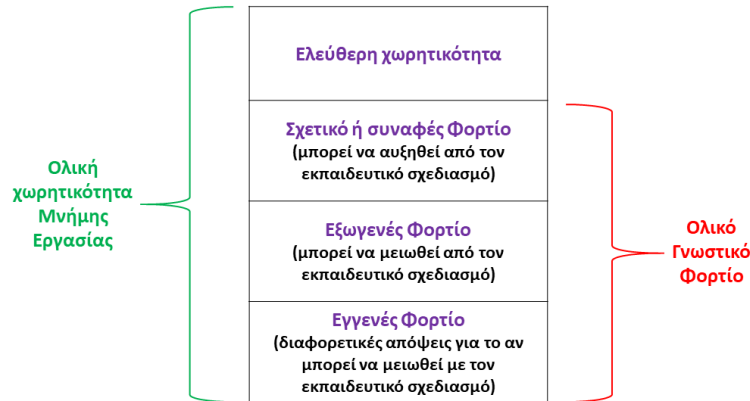 Ολική
χωρητικότητα
Μνήμης
Εργασίας
Ελεύθερη χωρητικότητα
Σχετικό ή συναφές Φορτίο
(μπορεί να αυξηθεί από τον
εκπαιδευτικό σχεδιασμό)
Εξωγενές Φορτίο
(μπορεί να μειωθεί από τον
εκπαιδευτικό σχεδιασμό)
Εγγενές Φορτίο
(διαφορετικές απόψεις για το αν
μπορεί να μειωθεί με τον
εκπαιδευτικό σχεδιασμό)
Ολικό
Γνωστικό
Φορτίο